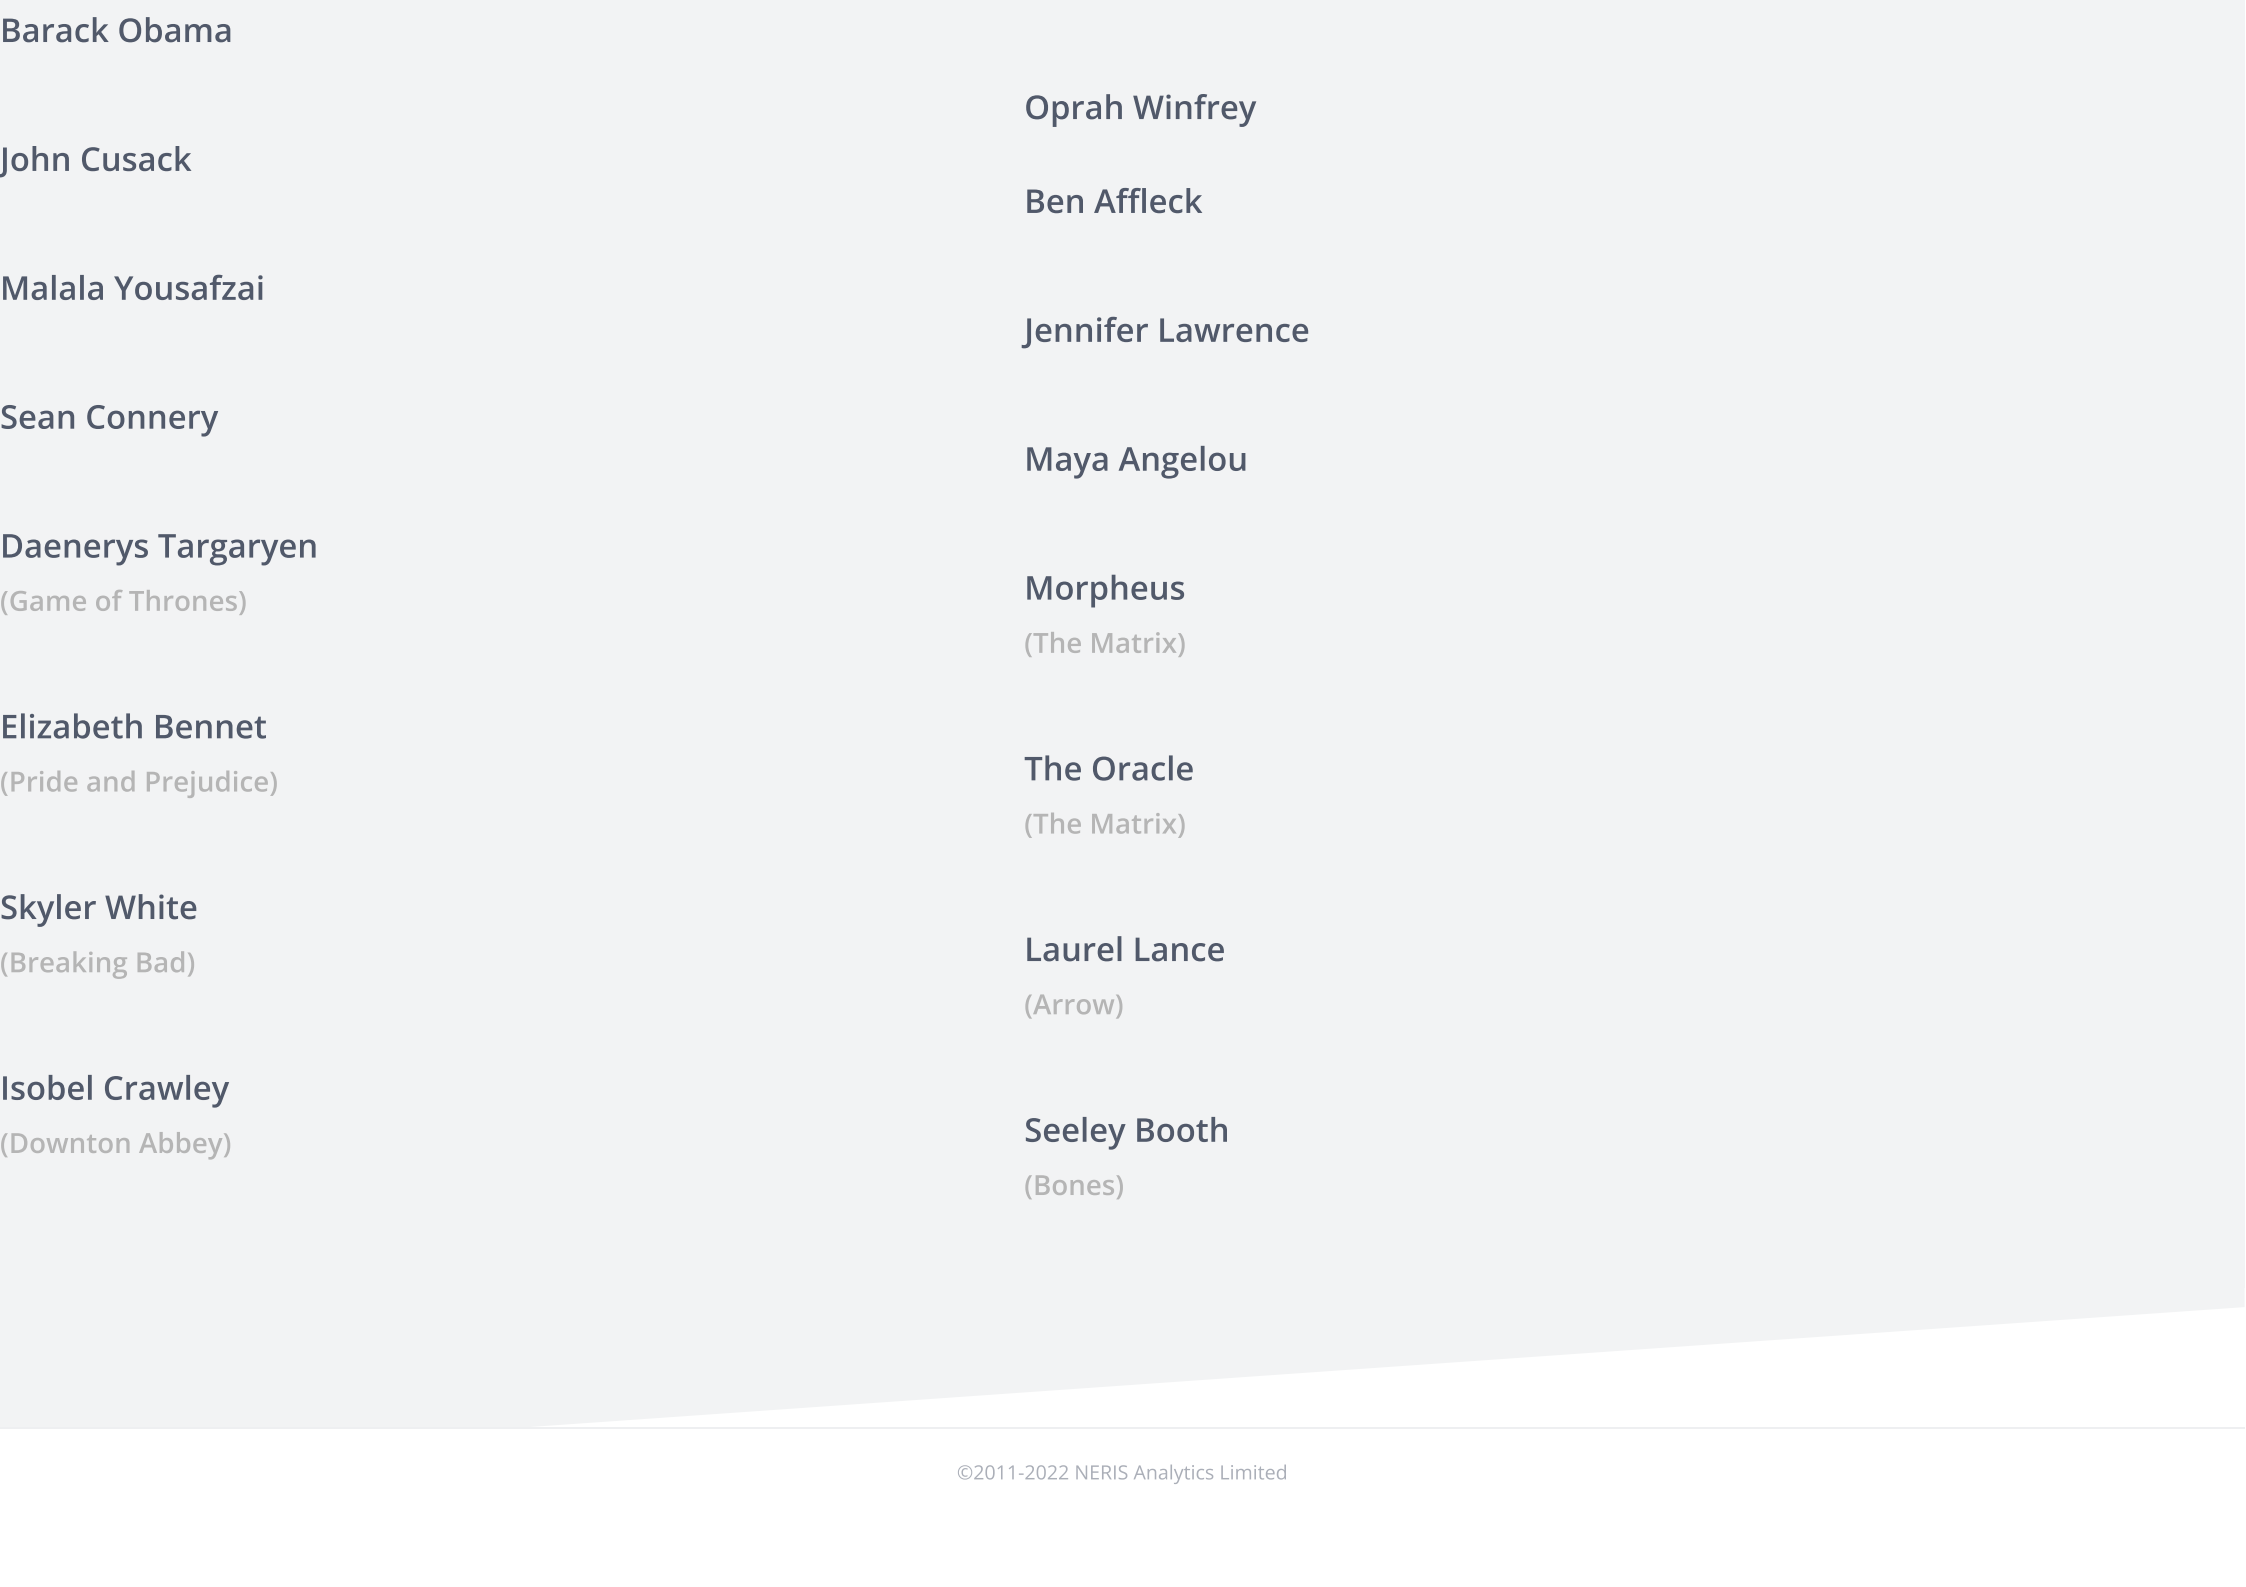 Barack Obama
John Cusack
Malala Yousafzai
Sean Connery
Daenerys Targaryen
(Game of Thrones)
Elizabeth Bennet
(Pride and Prejudice)
Skyler White
(Breaking Bad)
Isobel Crawley
(Downton Abbey)
Oprah Winfrey
Ben Affleck
Jennifer Lawrence
Maya Angelou
Morpheus
(The Matrix)
The Oracle
(The Matrix)
Laurel Lance
(Arrow)
Seeley Booth
(Bones)
©2011-2022 NERIS Analytics Limited